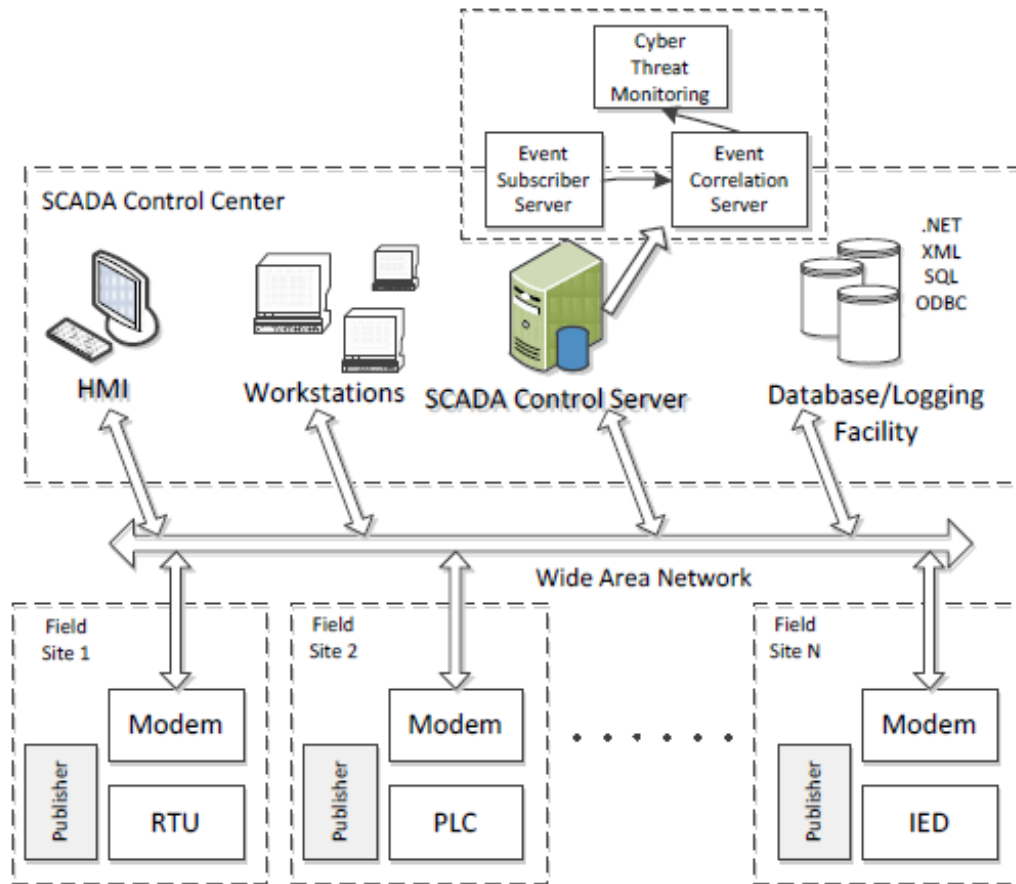 Cyber
Threat
Monitoring
Event
Subscriber
Server
Event
Correlation
Server
SCADA Control Center
.NET
XML
SQL
ODBC
HMI
Workstations
SCADA Control Server
Database/Logging
Facility
Wide Area Network
Field
Site 1
Modem
Publisher
RTU
Field
Site 2
Modem
Publisher
PLC
Field
Site N
Modem
Publisher
IED